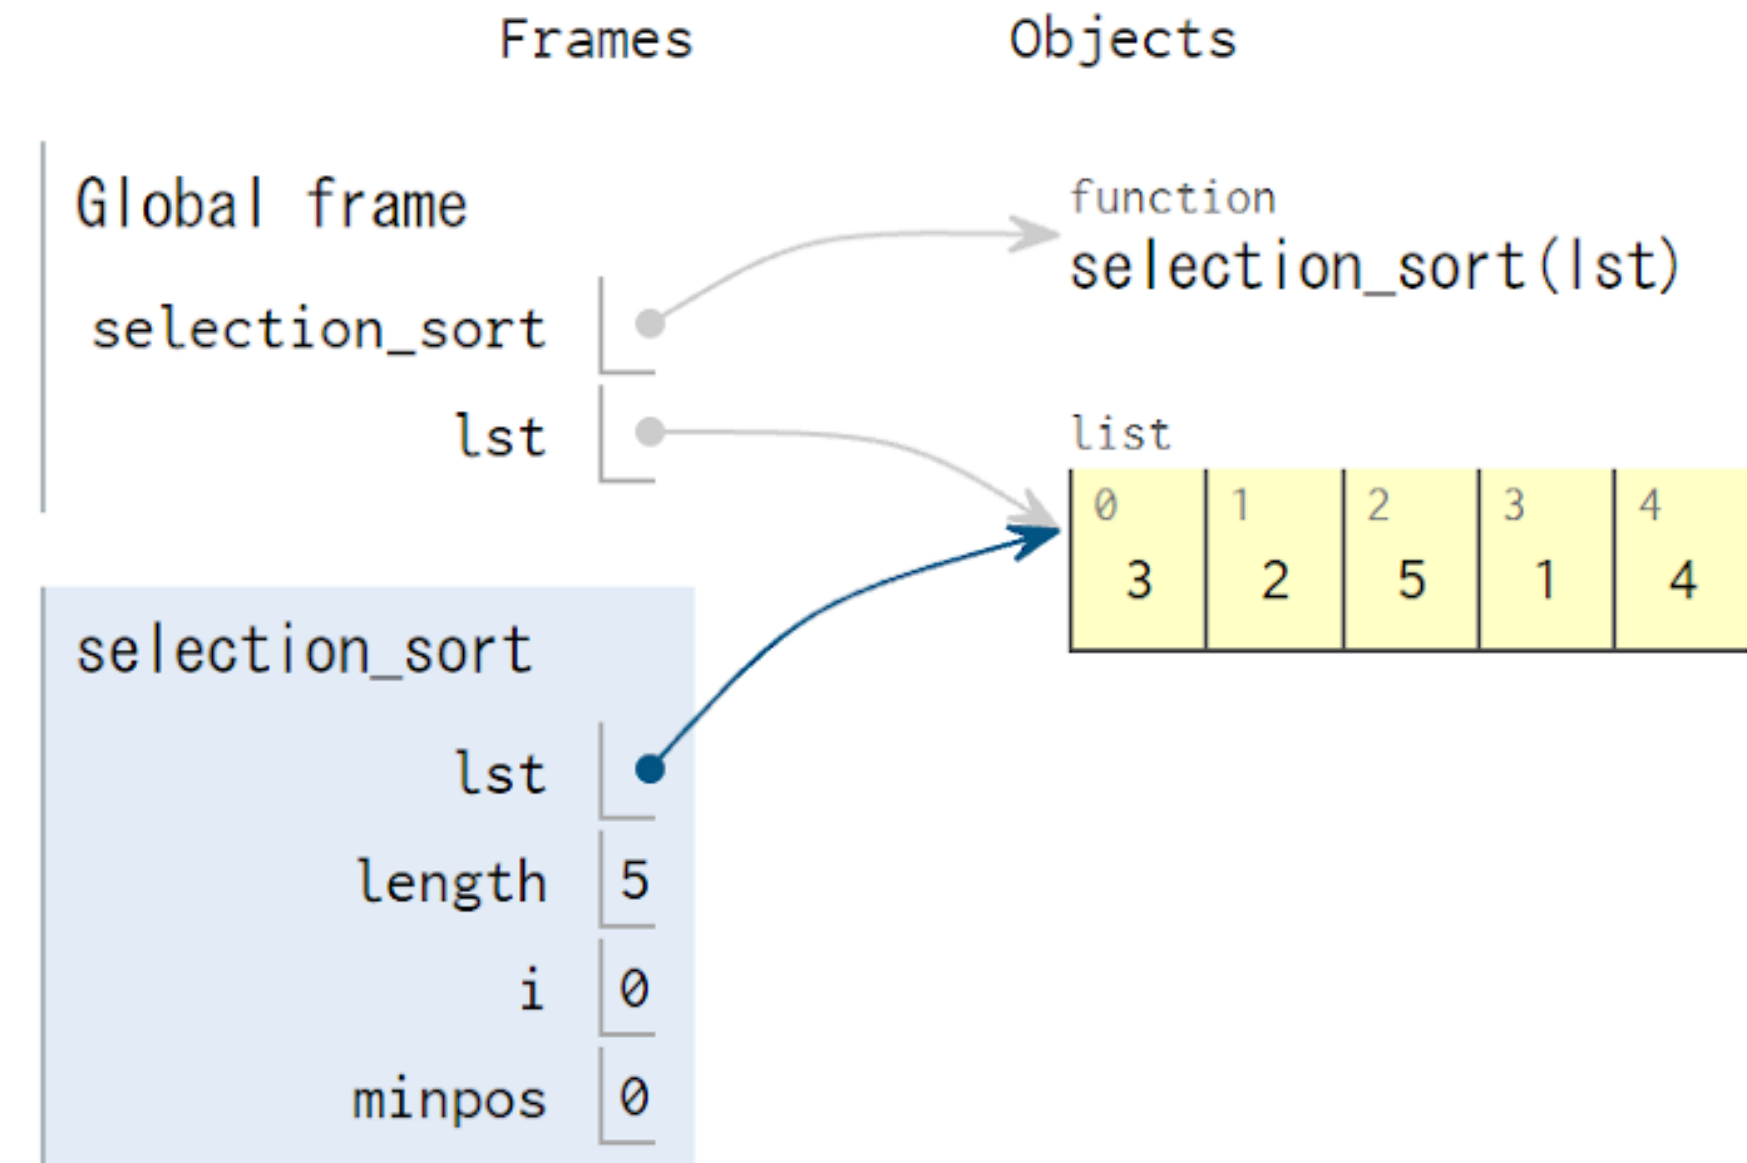 Frames Objects
Global frame
selection_sort
lst
function
selection_sort(lst)
list
0 1 2 3 4
3 2 5 1 4
selection_sort
lst
length 5
i 0
minpos 0